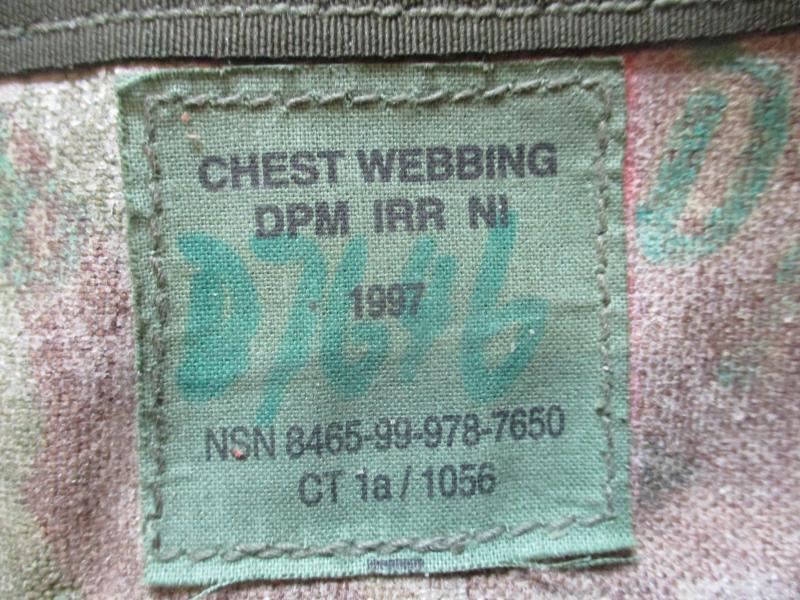 CHEST WEBBING
DPM IRR NI
D7646
1997
NSN 8465-99-978-7650
CT 1a / 1056
D